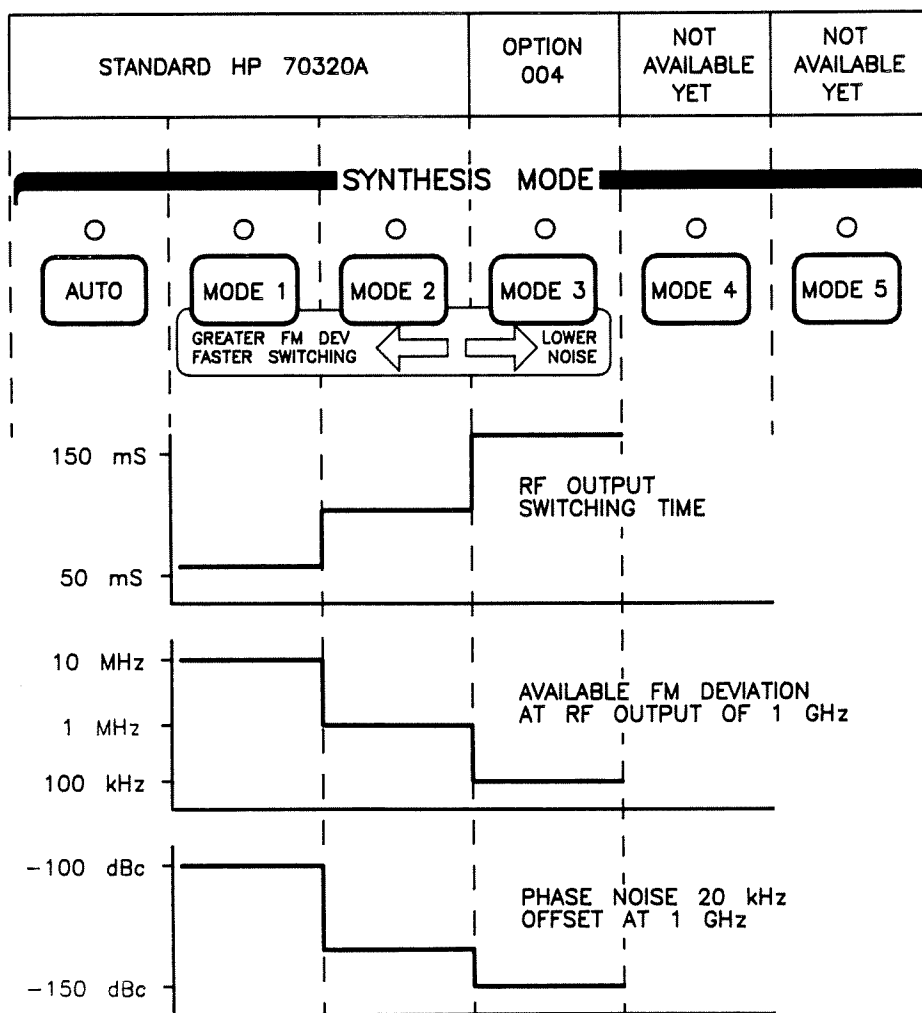 STANDARD HP 70320A
OPTION
004
NOT
AVAILABLE
YET
NOT
AVAILABLE
YET
SYNTHESIS MODE
AUTO
MODE 1
MODE 2
MODE 3
MODE 4
MODE 5
GREATER FM DEV
FASTER SWITCHING
LOWER
NOISE
150 mS
50 mS
RF OUTPUT
SWITCHING TIME
10 MHz
1 MHz
100 kHz
AVAILABLE FM DEVIATION
AT RF OUTPUT OF 1 GHz
-100 dBc
-150 dBc
PHASE NOISE 20 kHz
OFFSET AT 1 GHz